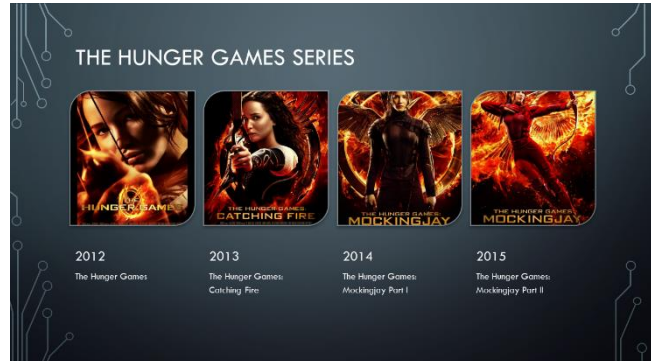 THE HUNGER GAMES SERIES
THE
HUNGER GAMES
THE HUNGER GAMES:
CATCHING FIRE
THE HUNGER GAMES:
MOCKINGJAY
THE HUNGER GAMES:
MOCKINGJAY
2012
The Hunger Games
2013
The Hunger Games:
Catching Fire
2014
The Hunger Games:
Mockingjay Part I
2015
The Hunger Games:
Mockingjay Part II